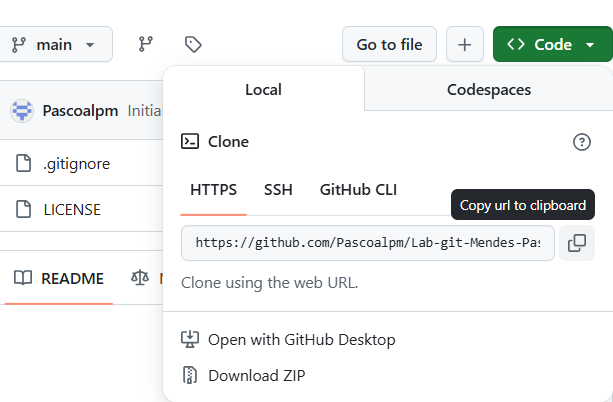 main
Go to file
Code
Local
Codespaces
Pascoalpm Initia
Clone
.gitignore
HTTPS SSH GitHub CLI
Copy url to clipboard
LICENSE
https://github.com/Pascoalpm/Lab-git-Mendes-Pas
README
Clone using the web URL.
Open with GitHub Desktop
Download ZIP